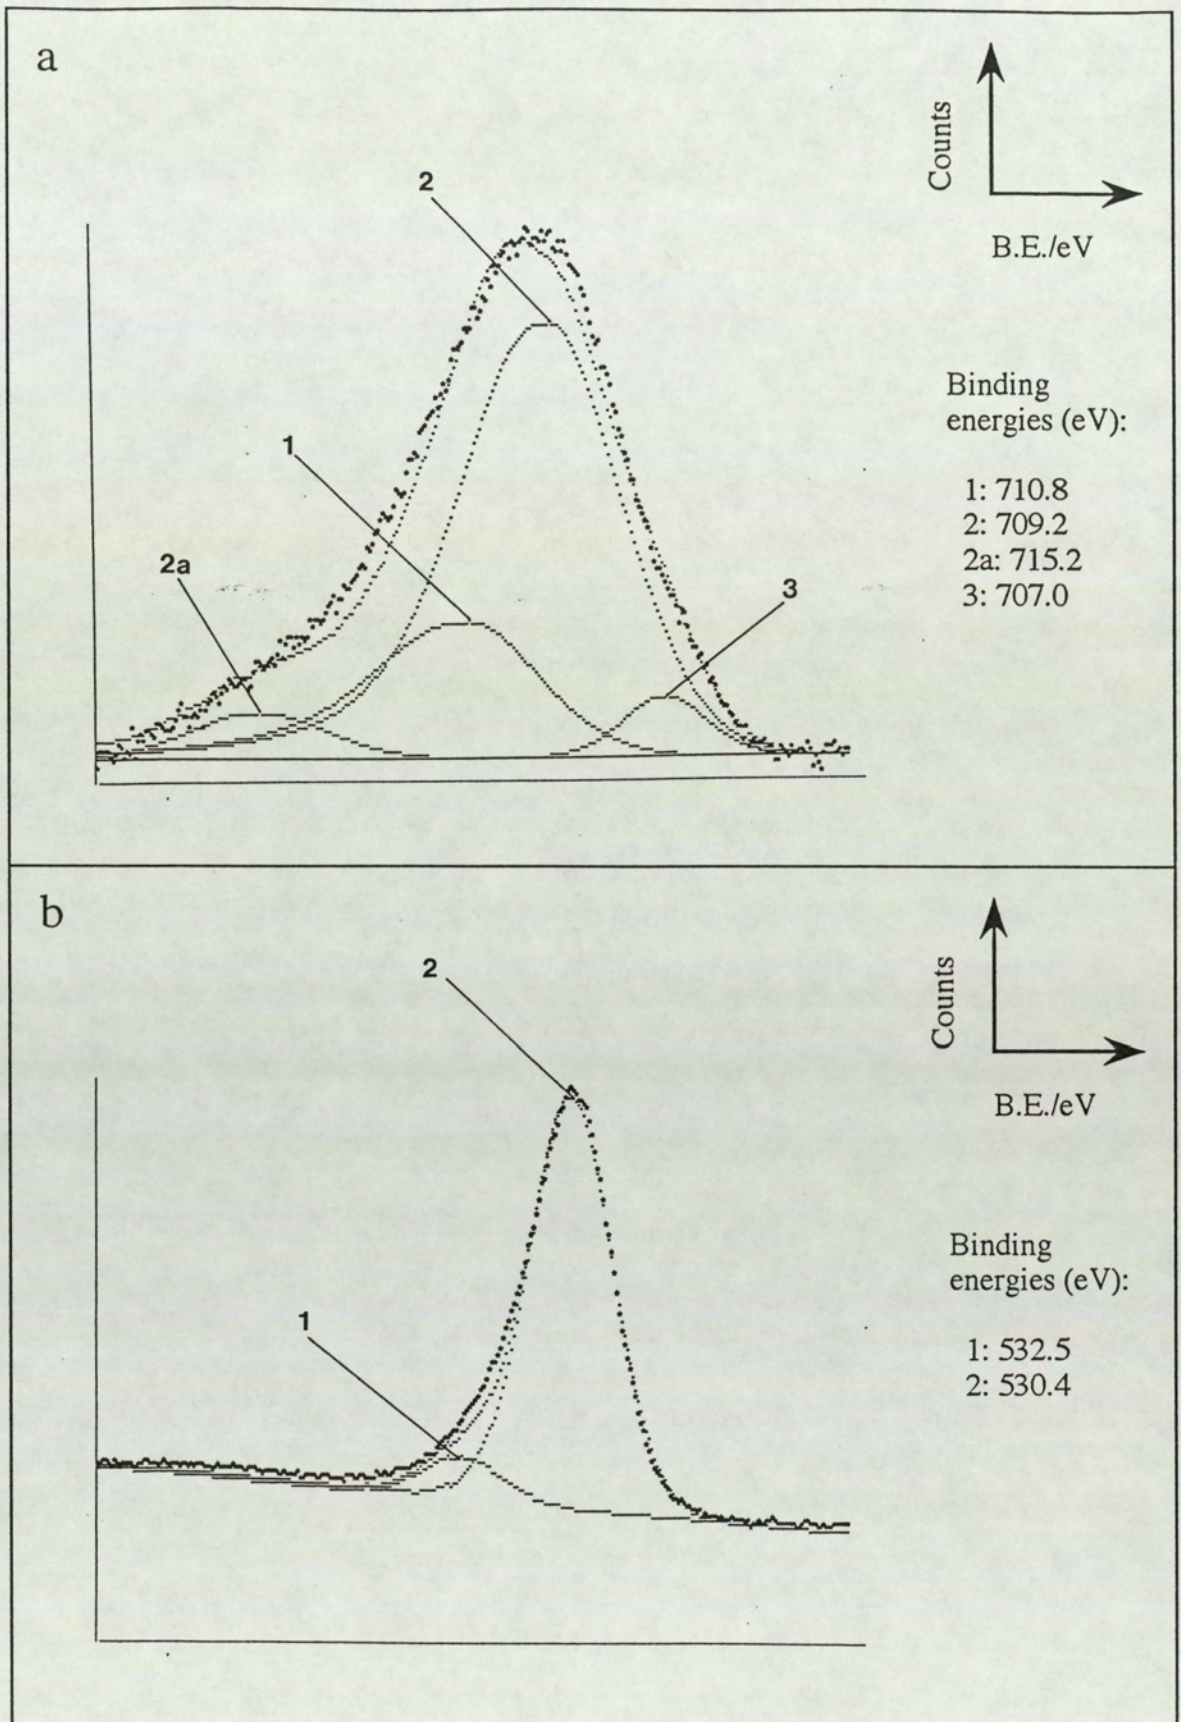 a
2
1
2a
3
Counts
B.E./eV
Binding
energies (eV):
1: 710.8
2: 709.2
2a: 715.2
3: 707.0
b
2
1
Counts
B.E./eV
Binding
energies (eV):
1: 532.5
2: 530.4